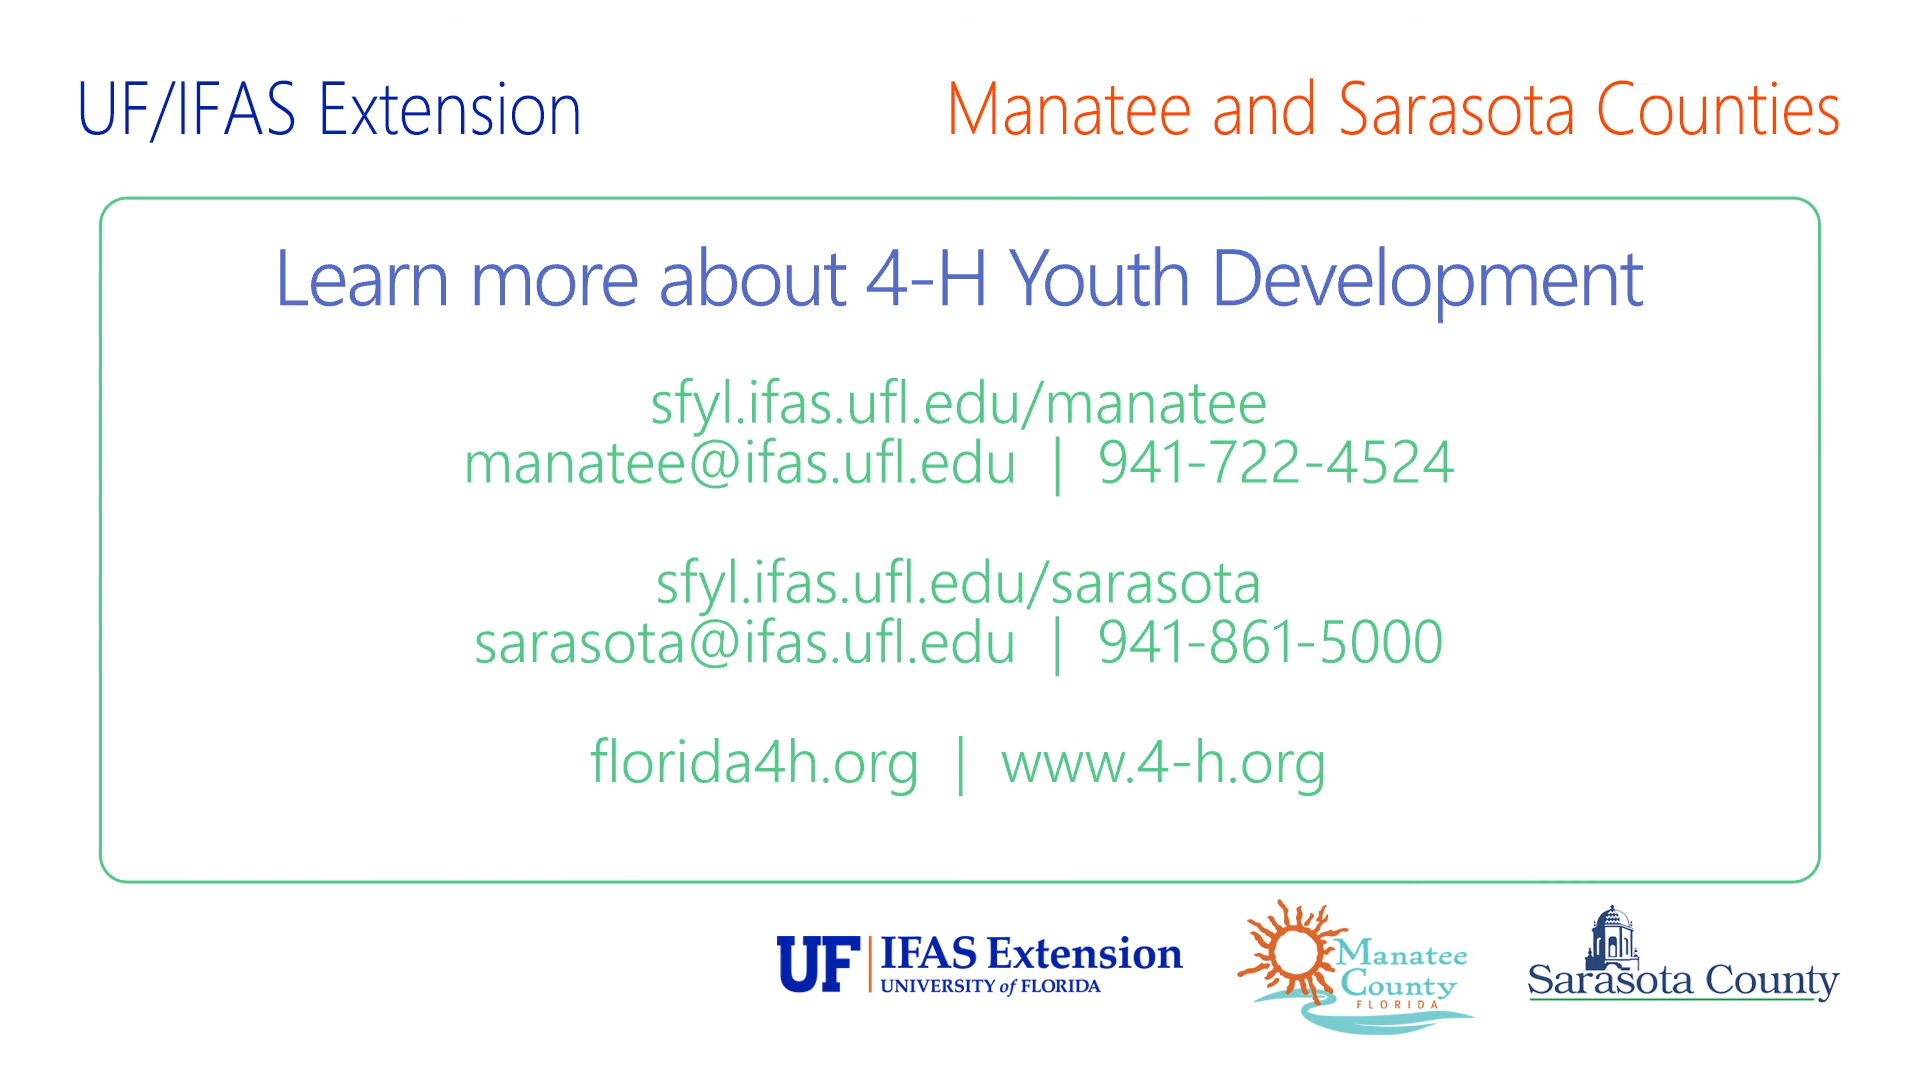 UF/IFAS Extension
Manatee and Sarasota Counties
Learn more about 4-H Youth Development
sfyl.ifas.ufl.edu/manatee
manatee@ifas.ufl.edu | 941-722-4524
sfyl.ifas.ufl.edu/sarasota
sarasota@ifas.ufl.edu | 941-861-5000
florida4h.org | www.4-h.org
UF | IFAS Extension
UNIVERSITY of FLORIDA
Manatee
County
FLORIDA
Sarasota County